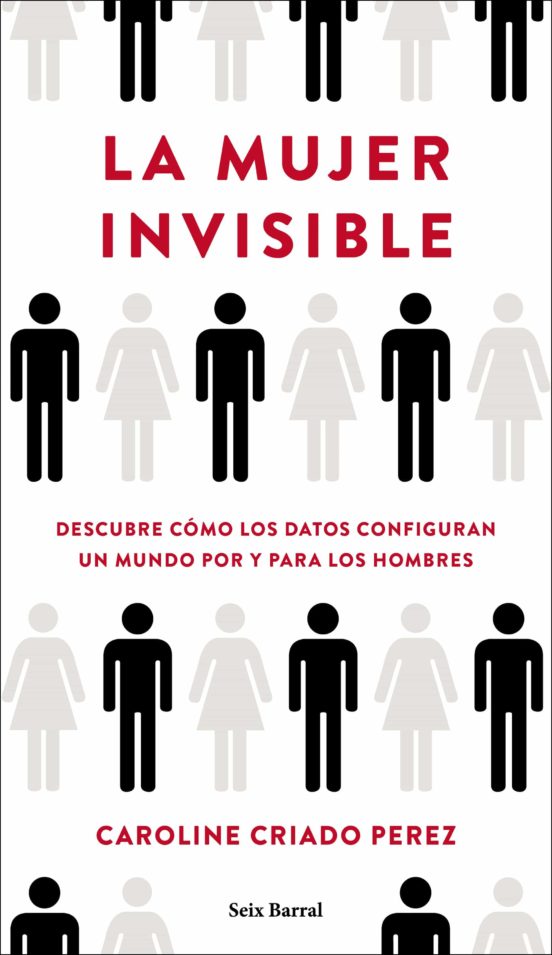 LA MUJER
INVISIBLE
DESCUBRE CÓMO LOS DATOS CONFIGURAN
UN MUNDO POR Y PARA LOS HOMBRES
CAROLINE CRIADO PEREZ
Seix Barral